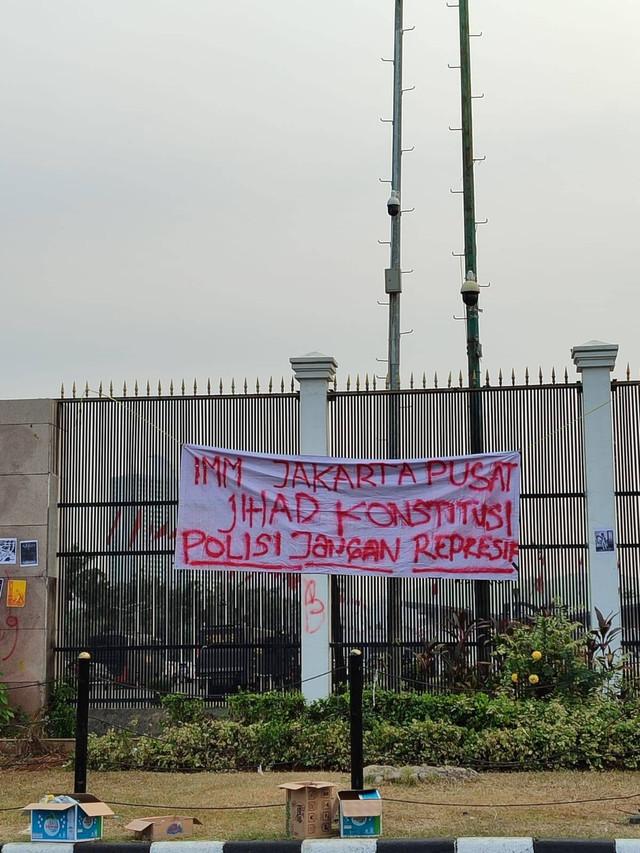 IMM JAKARTA PUSAT
JIHAD KONSTITUSI
POLISI JANGAN REPRESIF